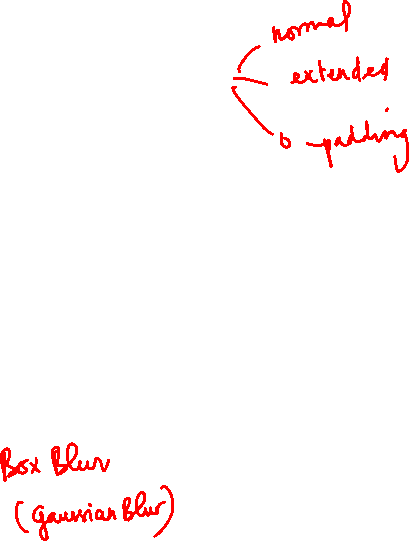 normal
extended
0 - padding
Box Blur
(Gaussian Blur)